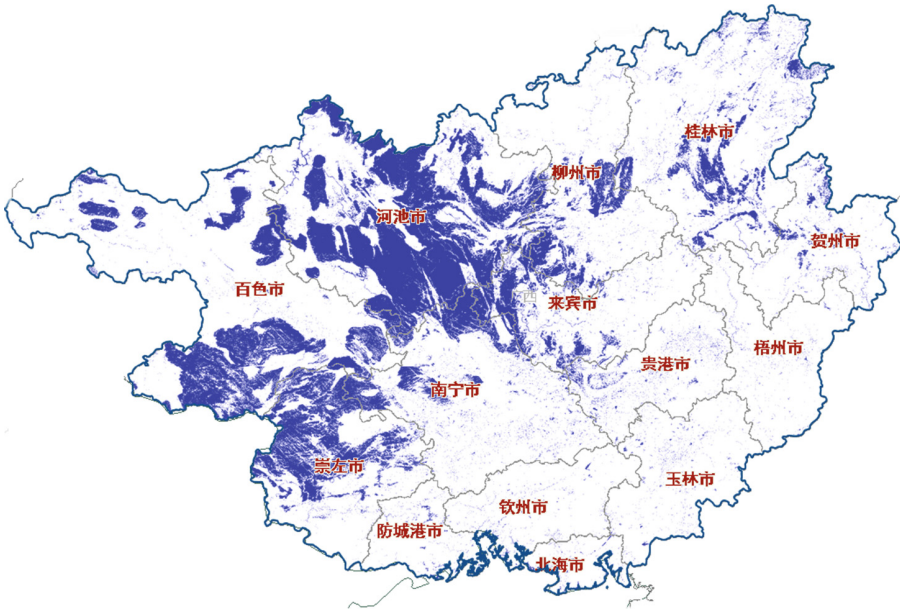 桂林市
柳州市
河池市
贺州市
百色市
来宾市
梧州市
贵港市
南宁市
崇左市
玉林市
钦州市
防城港市
北海市